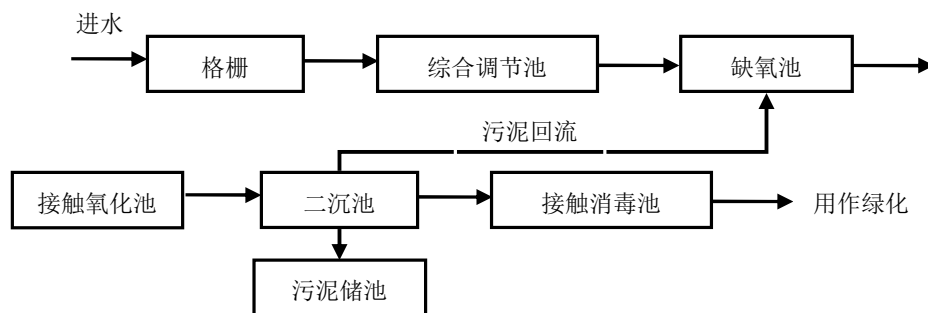 进水
格栅
综合调节池
缺氧池
污泥回流
接触氧化池
二沉池
接触消毒池
用作绿化
污泥储池